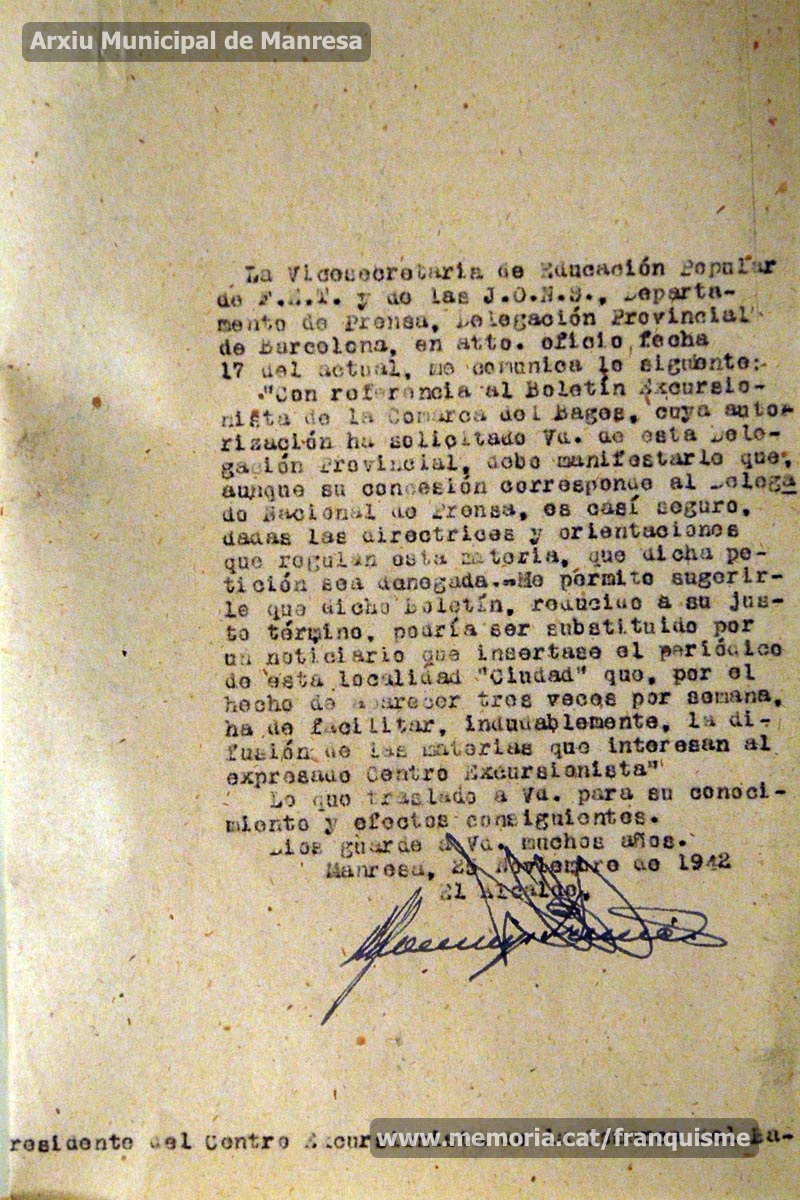 Arxiu Municipal de Manresa
La Vicesecretaria de Educación Popular
de F.E.T. y de las J.O.N.S., Departa-
mento de Prensa, Delegación Provincial
de Barcelona, en atto. oficio fecha
17 del actual, me comunica lo siguente:
"Con referencia al Boletín Excursio-
nista de la Comarca del Bages, cuya auto-
rización ha solicitado Vd. de esta Dele-
gación Provincial, debo manifestarle que,
aunque su concesión corresponde al Delega
do Nacional de Prensa, es casí seguro,
dadas las directrices y orientaciones
que regulan esta materia, que dicha pe-
tición sea denegada.-Me permito sugerir-
le que dicho Boletín, reducido a su jus-
to término, podría ser substituido por
un noticiario que insertase el periódico
de esta localidad "Ciudad" que, por el
hecho de aparecer tres veces por semana,
ha de facilitar, indudablemente, la di-
fusión de las materias que interesan al
expresado Centro Excursionista"
Lo que traslado a Vd. para su conoci-
miento y efectos consiguientes.
Dios guarde a Vd. muchos años.
Manresa, Noviembre de 1942
El Alcalde,
residente del Centro
www.memoria.cat/franquisme